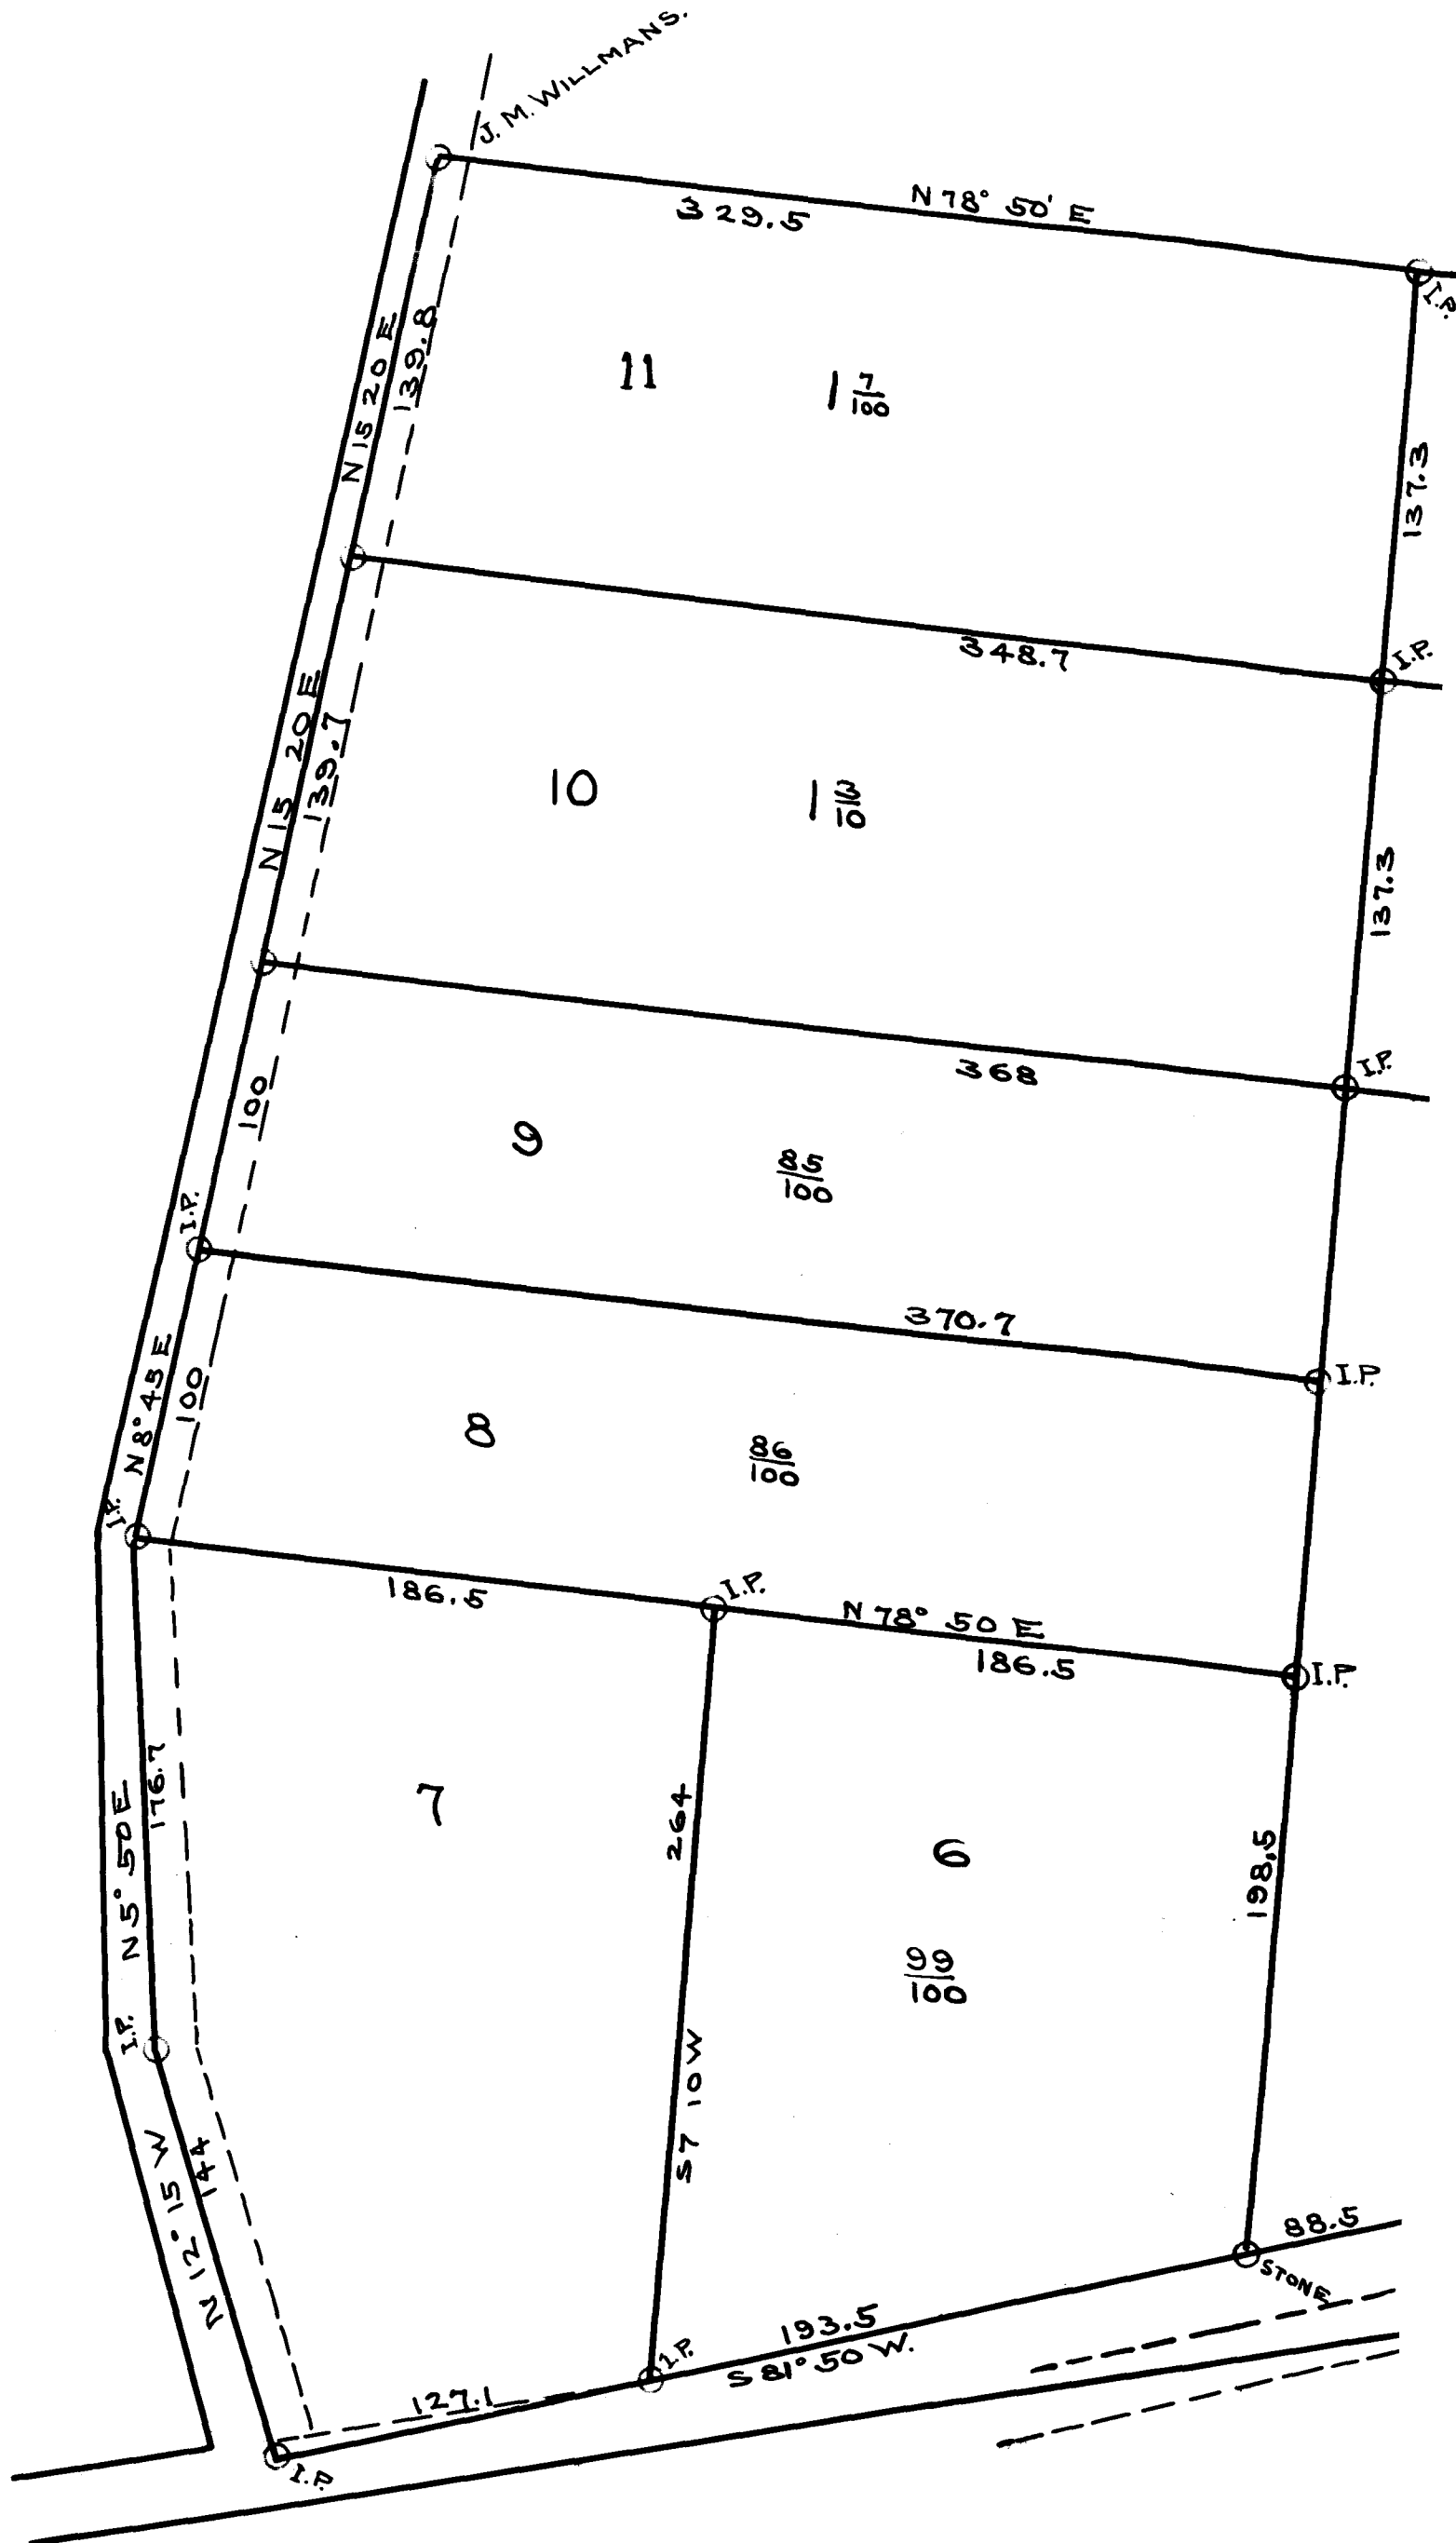 J. M. WILLMANS.
N 78° 50' E
329.5
I.P.
N 15 20 E
139.8
11
1 7/100
137.3
I.P.
348.7
N 15 20 E
139.7
10
1 3/10
137.3
I.P.
368
100
9
85/100
I.P.
370.7
I.P.
N 8° 45 E
100
8
86/100
I.P.
186.5
I.P.
N 78° 50 E
186.5
I.P.
N 5° 50 E
176.7
7
264
S 7 10 W
6
99/100
198.5
I.P.
N 12° 15 W
144
88.5
STONE
193.5
S 81° 50 W.
I.P.
127.1
I.P.